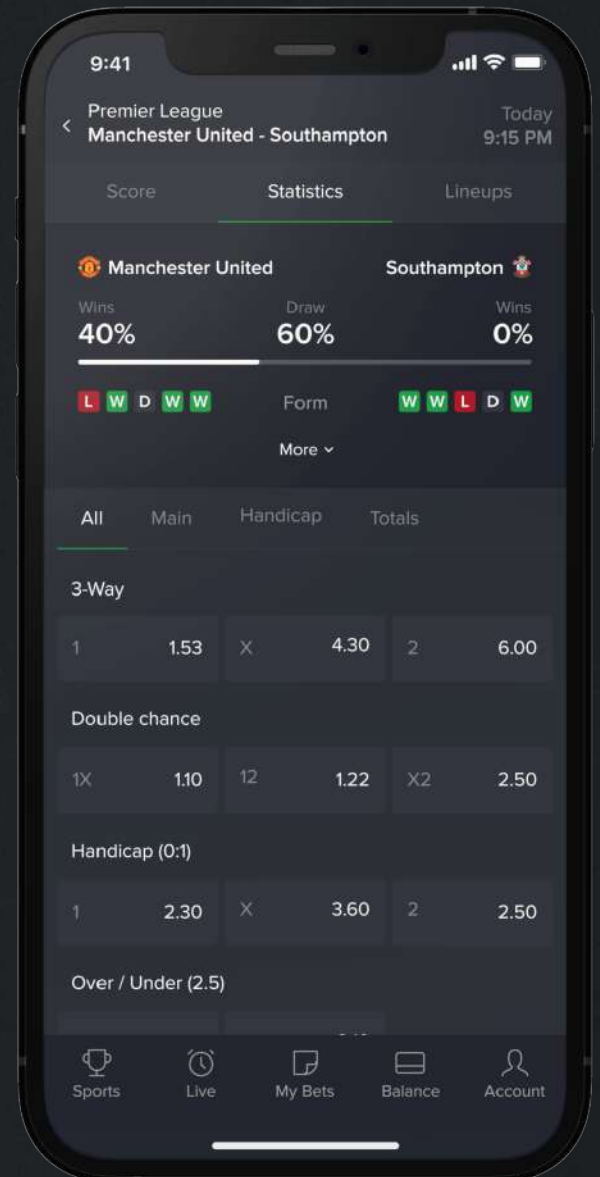 9:41
Premier League
Today
Manchester United - Southampton
9:15 PM
Score Statistics Lineups
Manchester United Southampton
Wins Draw Wins
40% 60% 0%
L W D W W Form W W L D W
More
All Main Handicap Totals
3-Way
1 1.53 X 4.30 2 6.00
Double chance
1X 1.10 12 1.22 X2 2.50
Handicap (0:1)
1 2.30 X 3.60 2 2.50
Over / Under (2.5)
Sports Live My Bets Balance Account